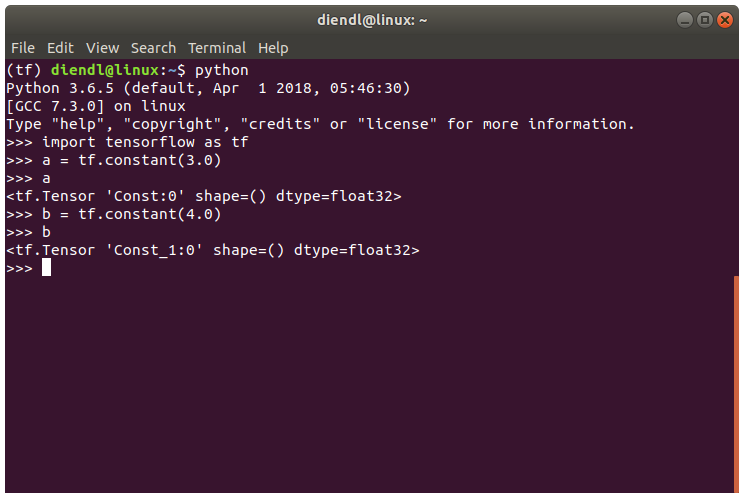 diendl@linux: ~
File Edit View Search Terminal Help
(tf) diendl@linux:~$ python
Python 3.6.5 (default, Apr  1 2018, 05:46:30)
[GCC 7.3.0] on linux
Type "help", "copyright", "credits" or "license" for more information.
>>> import tensorflow as tf
>>> a = tf.constant(3.0)
>>> a
<tf.Tensor 'Const:0' shape=() dtype=float32>
>>> b = tf.constant(4.0)
>>> b
<tf.Tensor 'Const_1:0' shape=() dtype=float32>
>>>